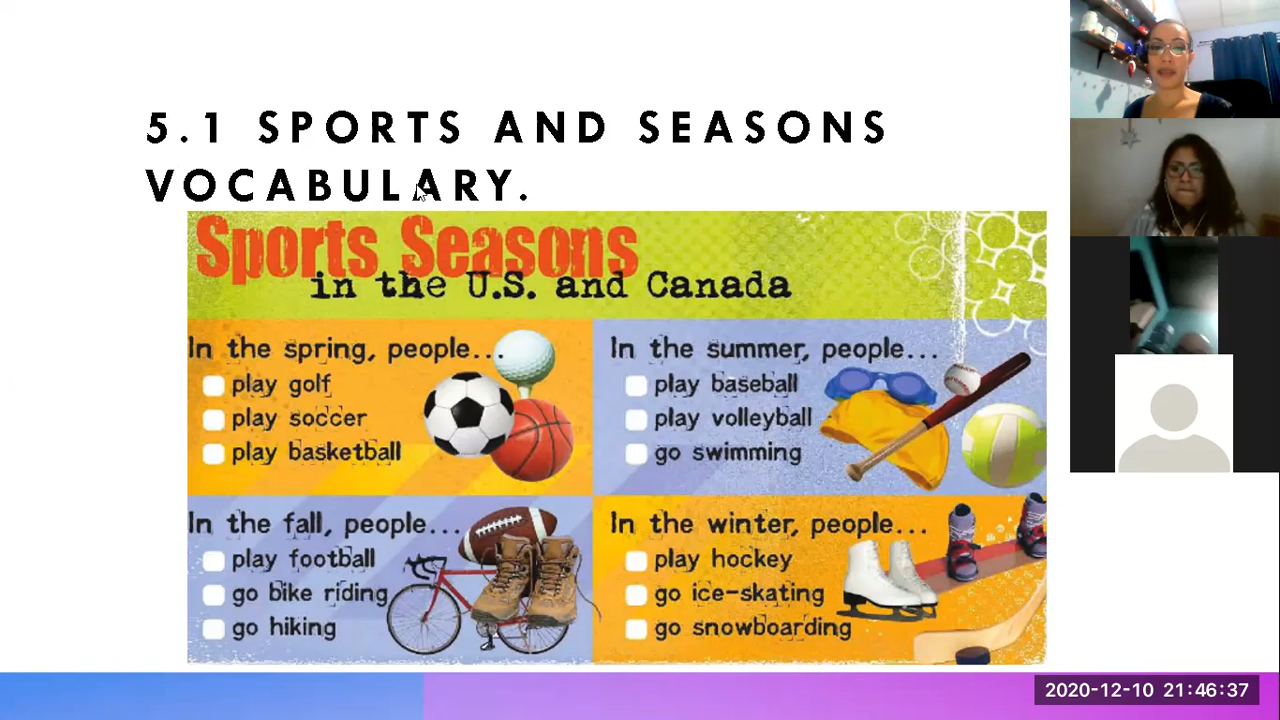 5.1 SPORTS AND SEASONS
VOCABULARY.
Sports Seasons
in the U.S. and Canada
In the spring, people...
play golf
play soccer
play basketball
In the summer, people...
play baseball
play volleyball
go swimming
In the fall, people...
play football
go bike riding
go hiking
In the winter, people...
play hockey
go ice-skating
go snowboarding
2020-12-10 21:46:37